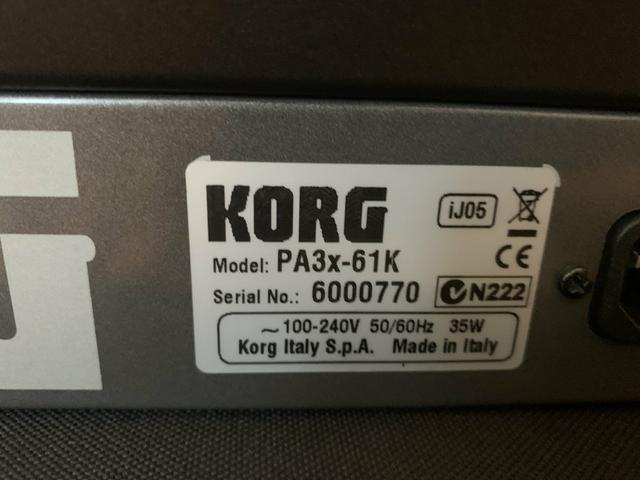 KORG
iJ05
Model: PA3x-61K
CE
Serial No.: 6000770
N222
~ 100-240V 50/60Hz 35W
Korg Italy S.p.A. Made in Italy
G